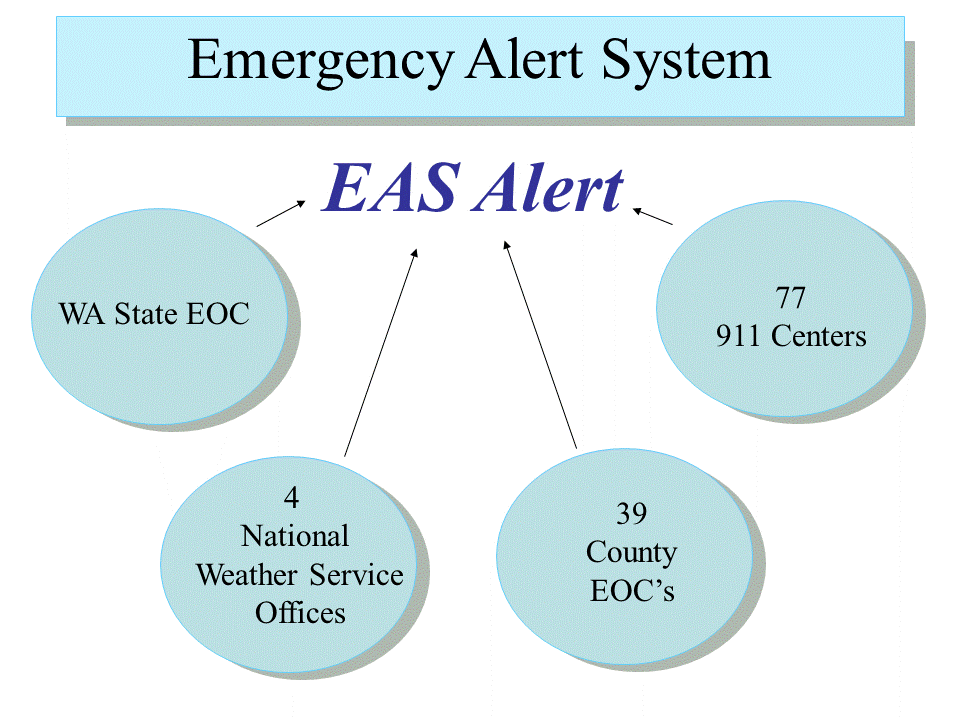 Emergency Alert System
EAS Alert
WA State EOC
77
911 Centers
4
National
Weather Service
Offices
39
County
EOC’s